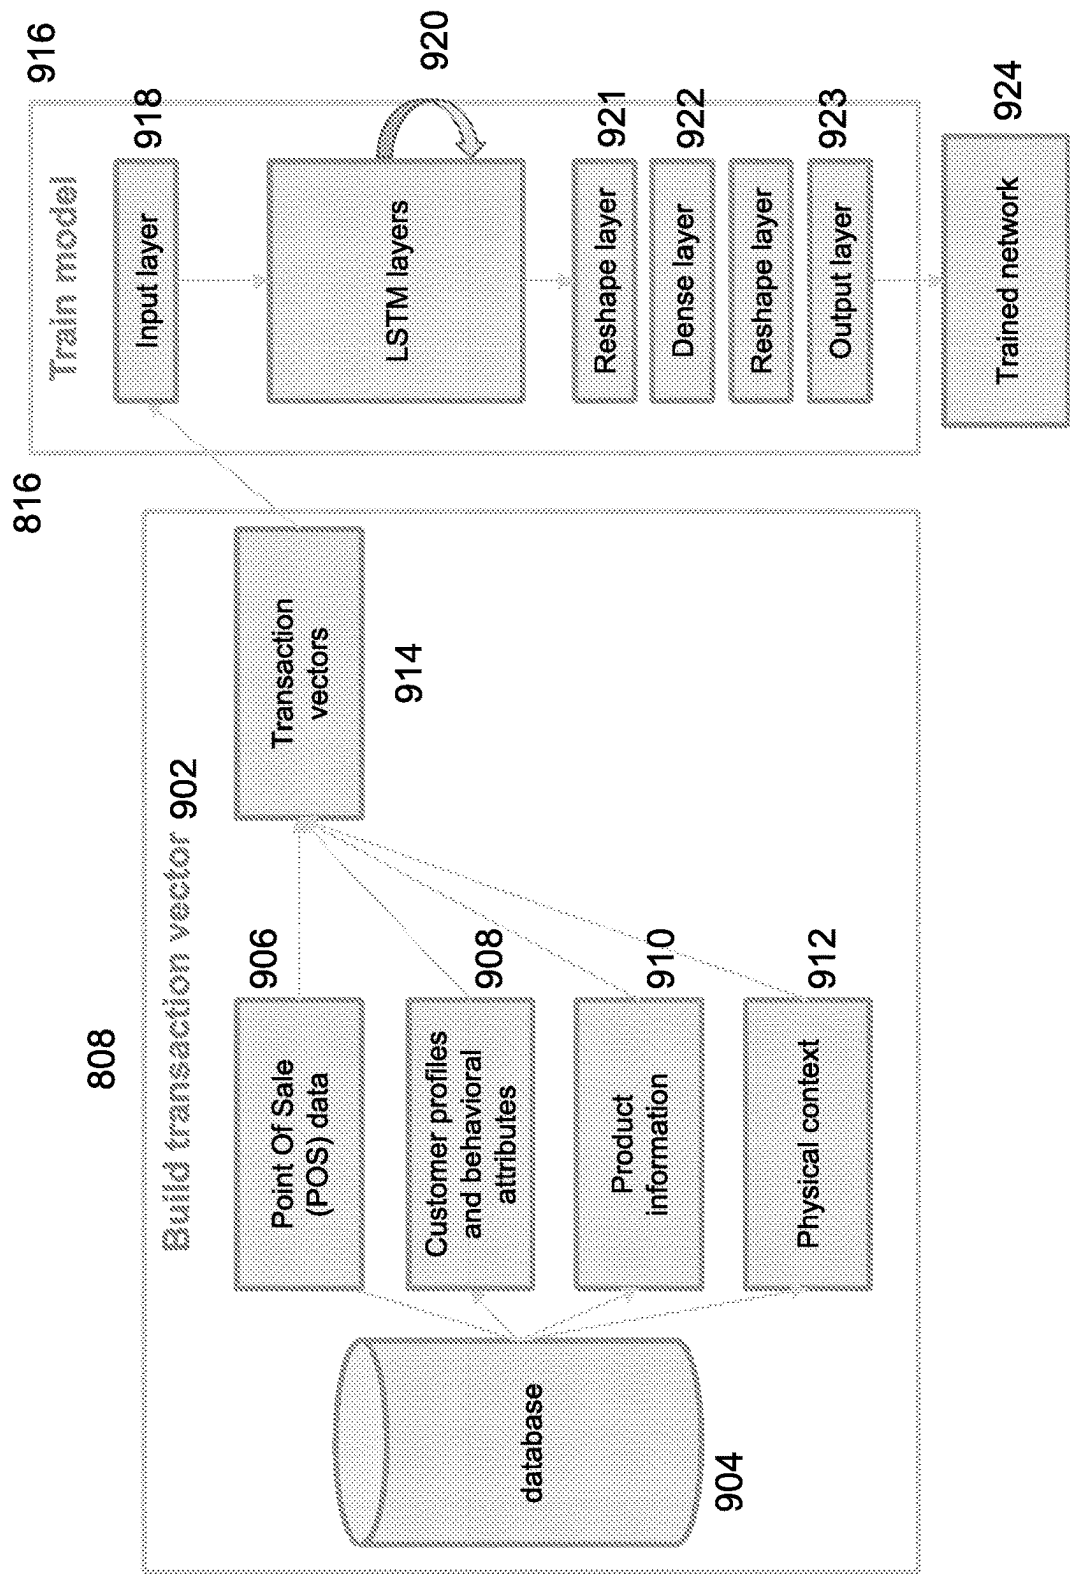 808
816
916
Build transaction vector 902
Train model
database
904
Point Of Sale
(POS) data
906
Customer profiles
and behavioral
attributes
908
Product
information
910
Physical context
912
Transaction
vectors
914
Input layer
918
LSTM layers
920
Reshape layer
921
Dense layer
922
Reshape layer
Output layer
923
Trained network
924